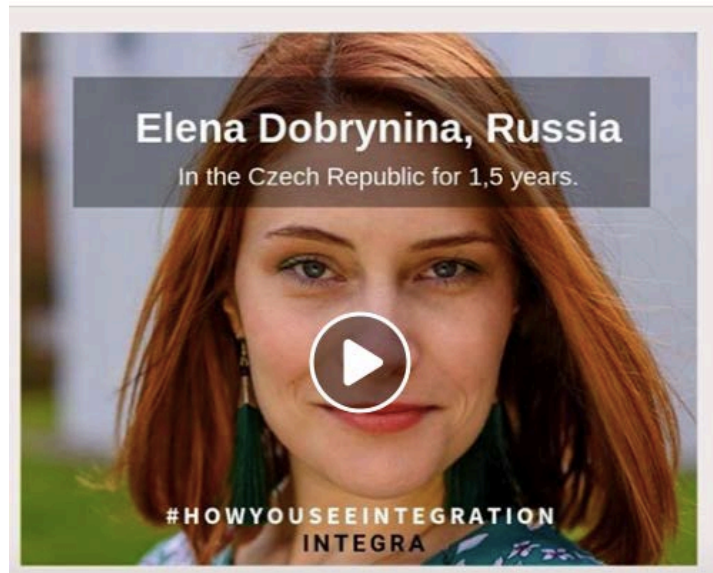 Elena Dobrynina, Russia
In the Czech Republic for 1,5 years.
#HOWYOUSEEINTEGRATION
INTEGRA